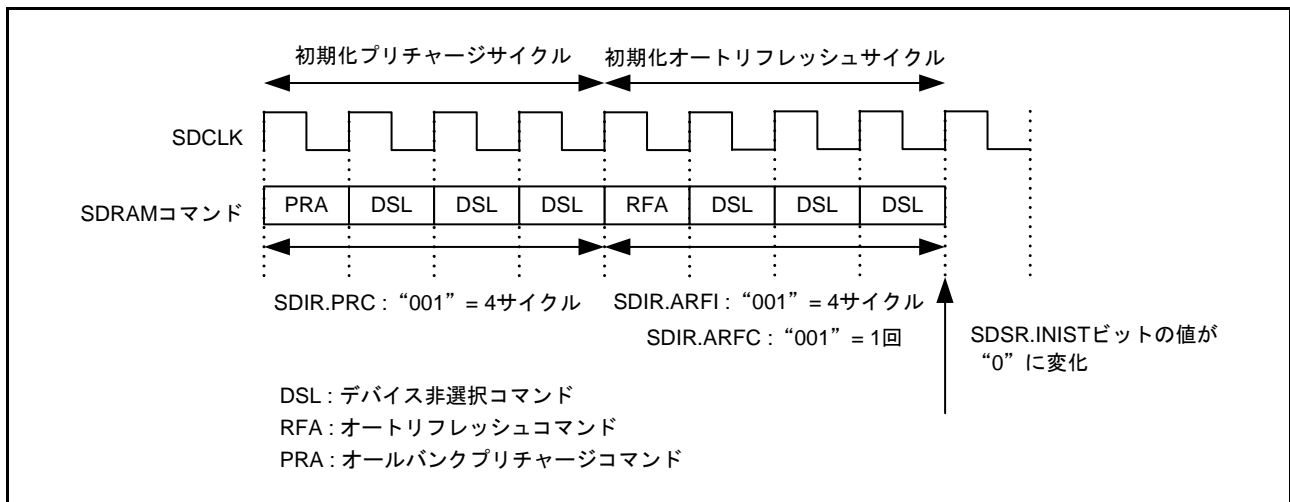 初期化プリチャージサイクル 初期化オートリフレッシュサイクル
SDCLK
SDRAMコマンド PRA DSL DSL DSL RFA DSL DSL DSL
SDIR.PRC : “001” = 4サイクル SDIR.ARFI : “001” = 4サイクル
SDIR.ARFC : “001” = 1回
SDSR.INISTビットの値が
“0” に変化
DSL : デバイス非選択コマンド
RFA : オートリフレッシュコマンド
PRA : オールバンクプリチャージコマンド